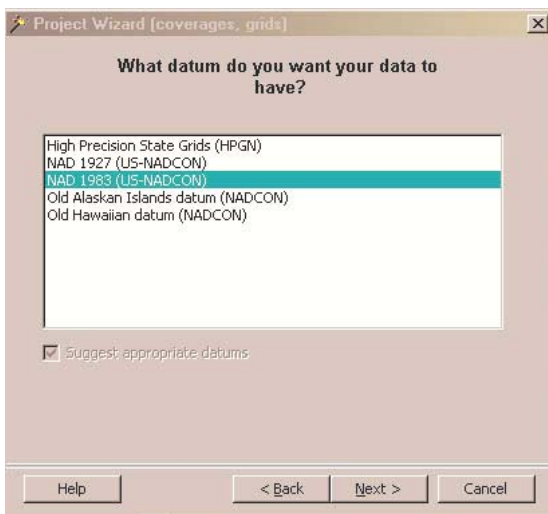 Project Wizard (coverages, grids)
What datum do you want your data to
have?
High Precision State Grids (HPGN)
NAD 1927 (US-NADCON)
NAD 1983 (US-NADCON)
Old Alaskan Islands datum (NADCON)
Old Hawaiian datum (NADCON)
Suggest appropriate datums
Help < Back Next > Cancel